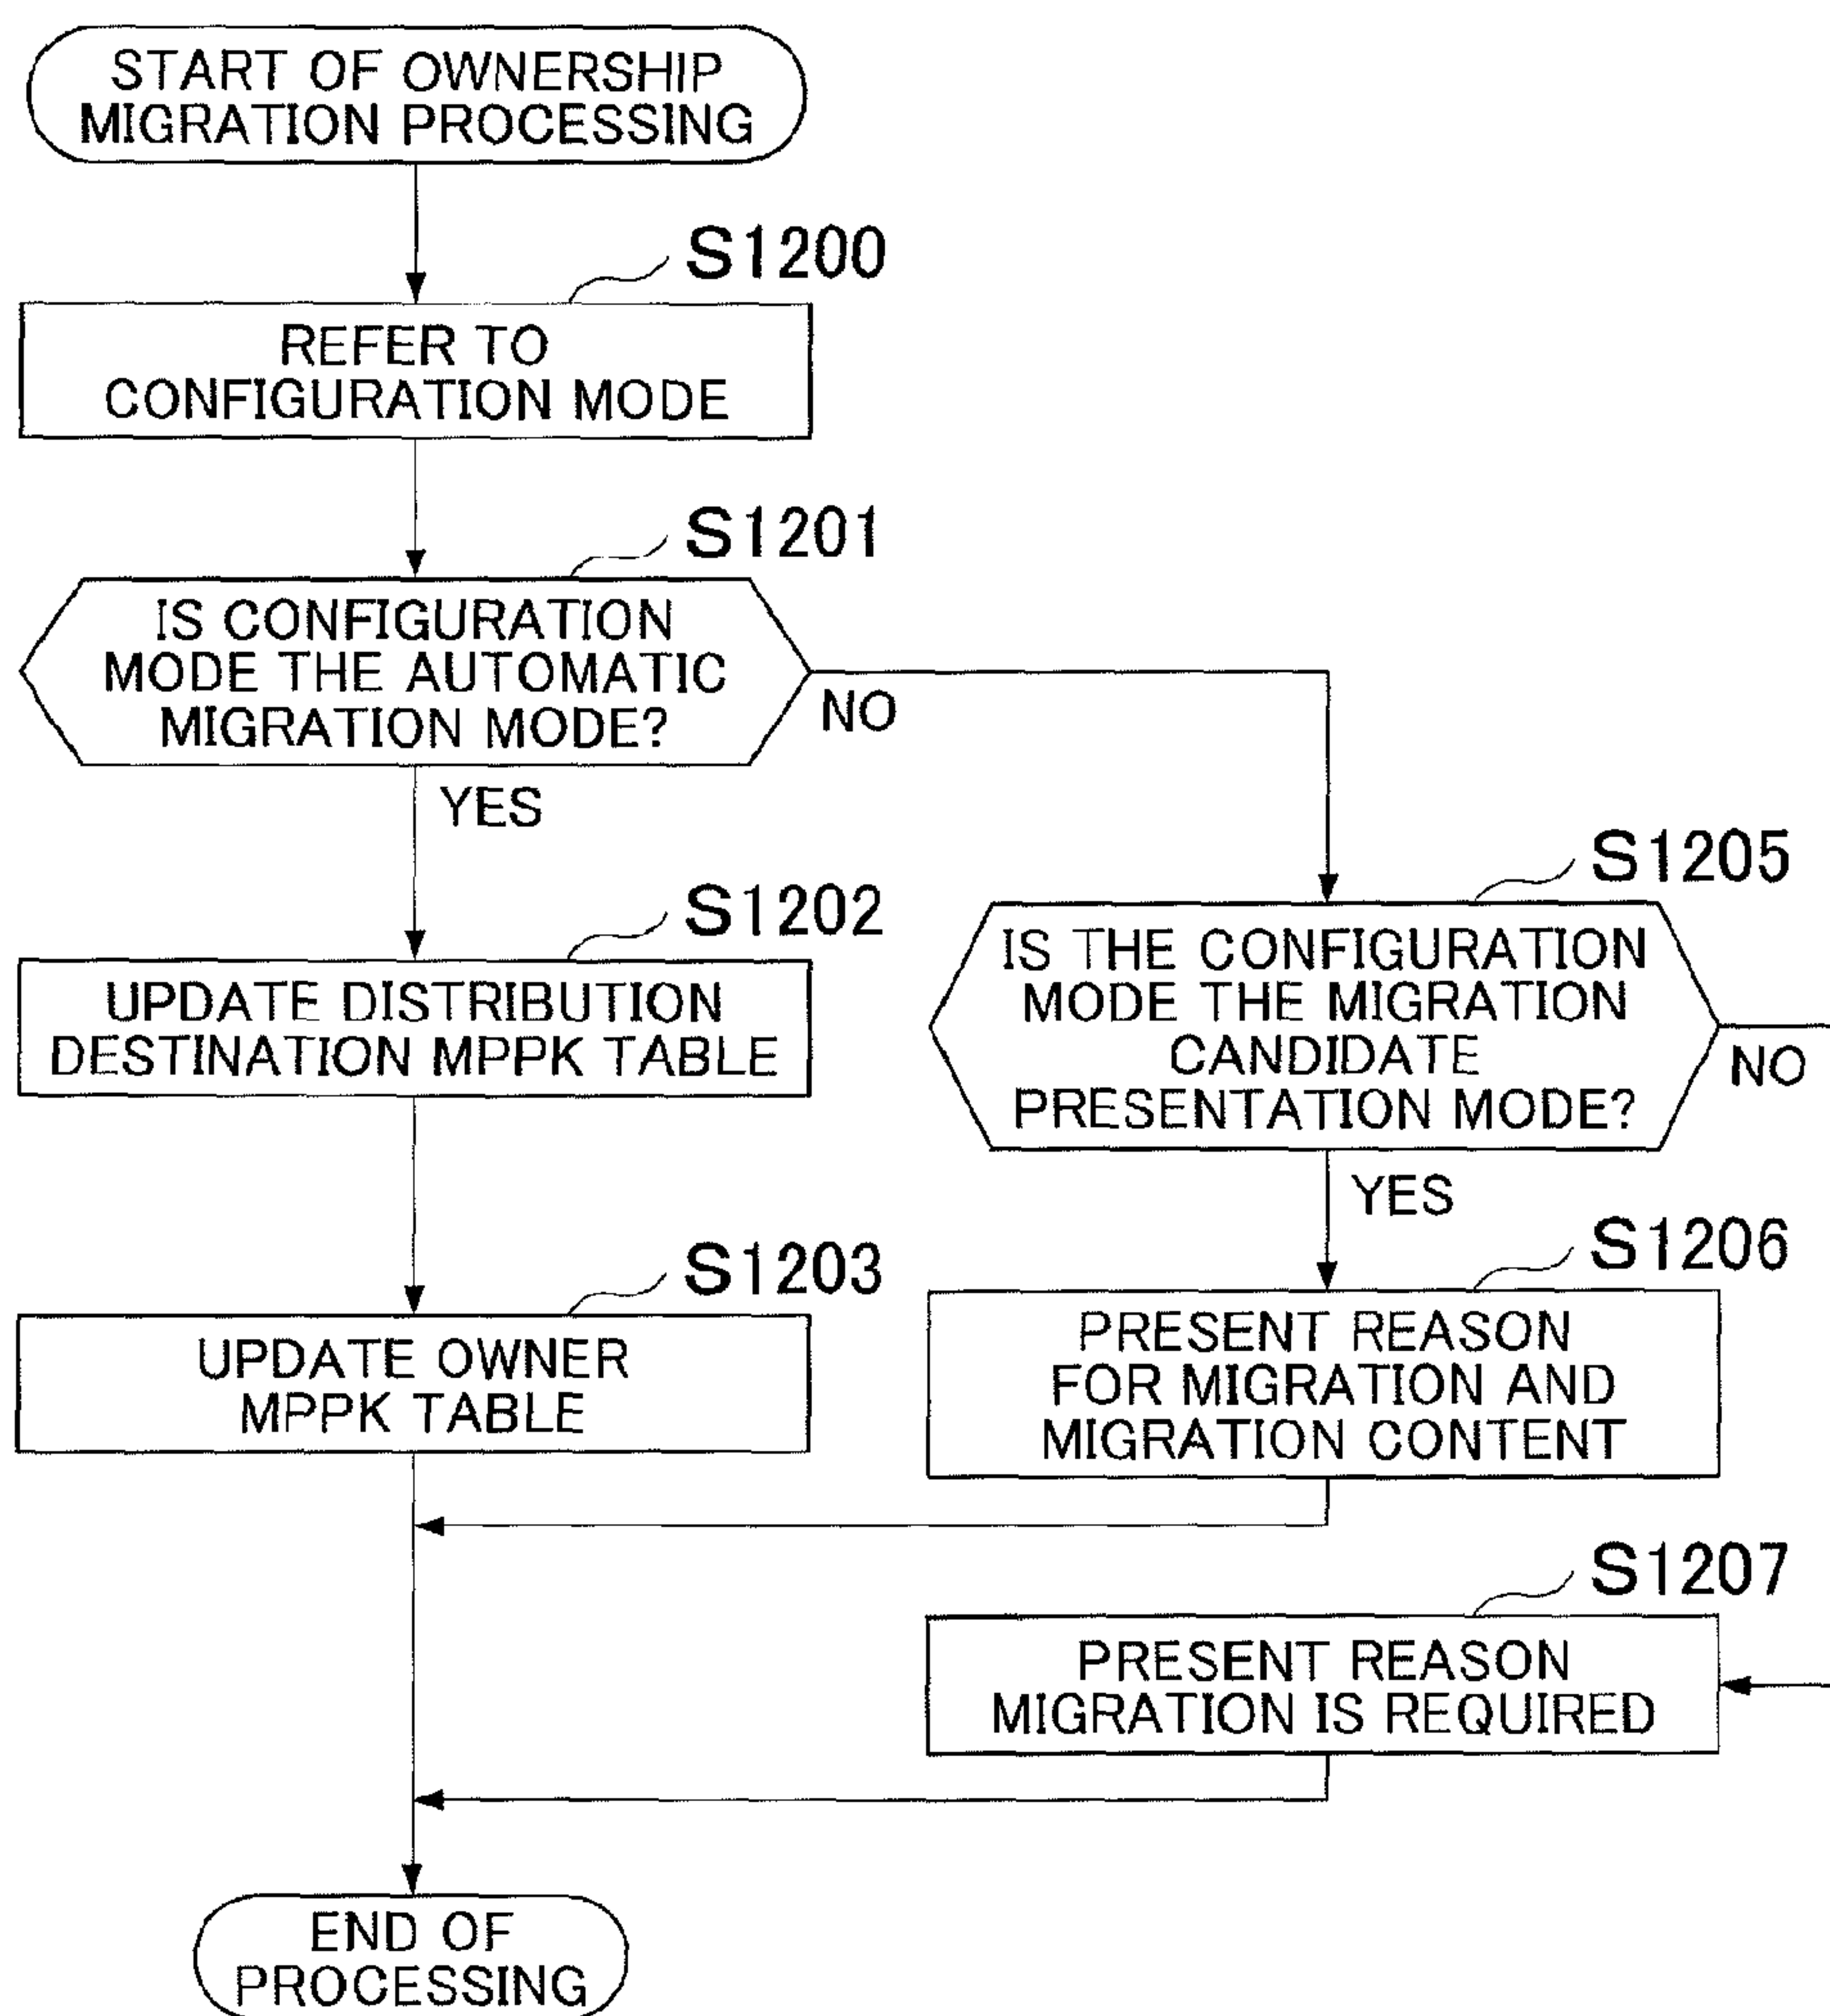 START OF OWNERSHIP
MIGRATION PROCESSING
S1200
REFER TO
CONFIGURATION MODE
S1201
IS CONFIGURATION
MODE THE AUTOMATIC
MIGRATION MODE?
NO
YES
S1202
UPDATE DISTRIBUTION
DESTINATION MPPK TABLE
S1203
UPDATE OWNER
MPPK TABLE
S1205
IS THE CONFIGURATION
MODE THE MIGRATION
CANDIDATE
PRESENTATION MODE?
NO
YES
S1206
PRESENT REASON
FOR MIGRATION AND
MIGRATION CONTENT
S1207
PRESENT REASON
MIGRATION IS REQUIRED
END OF
PROCESSING